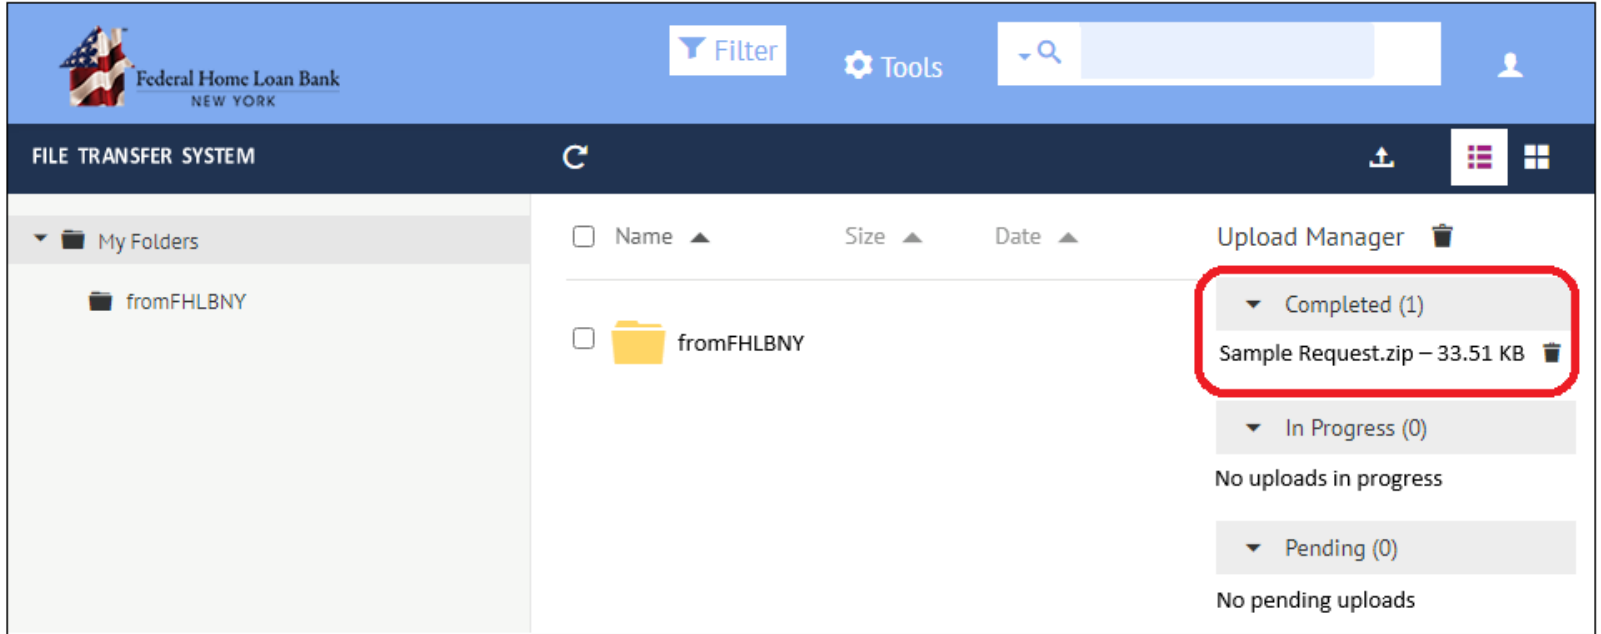 Federal Home Loan Bank
NEW YORK
Filter
Tools
FILE TRANSFER SYSTEM
My Folders
fromFHLBNY
Name Size Date
fromFHLBNY
Upload Manager
Completed (1)
Sample Request.zip – 33.51 KB
In Progress (0)
No uploads in progress
Pending (0)
No pending uploads